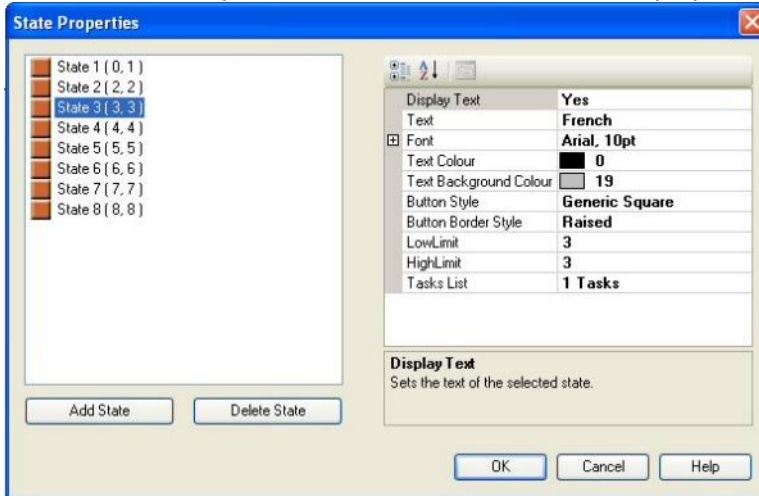 State Properties
State 1 ( 0, 1 )
State 2 ( 2, 2 )
State 3 ( 3, 3 )
State 4 ( 4, 4 )
State 5 ( 5, 5 )
State 6 ( 6, 6 )
State 7 ( 7, 7 )
State 8 ( 8, 8 )
Add State Delete State
Display Text Yes
Text French
Font Arial, 10pt
Text Colour 0
Text Background Colour 19
Button Style Generic Square
Button Border Style Raised
LowLimit 3
HighLimit 3
Tasks List 1 Tasks
Display Text
Sets the text of the selected state.
OK Cancel Help